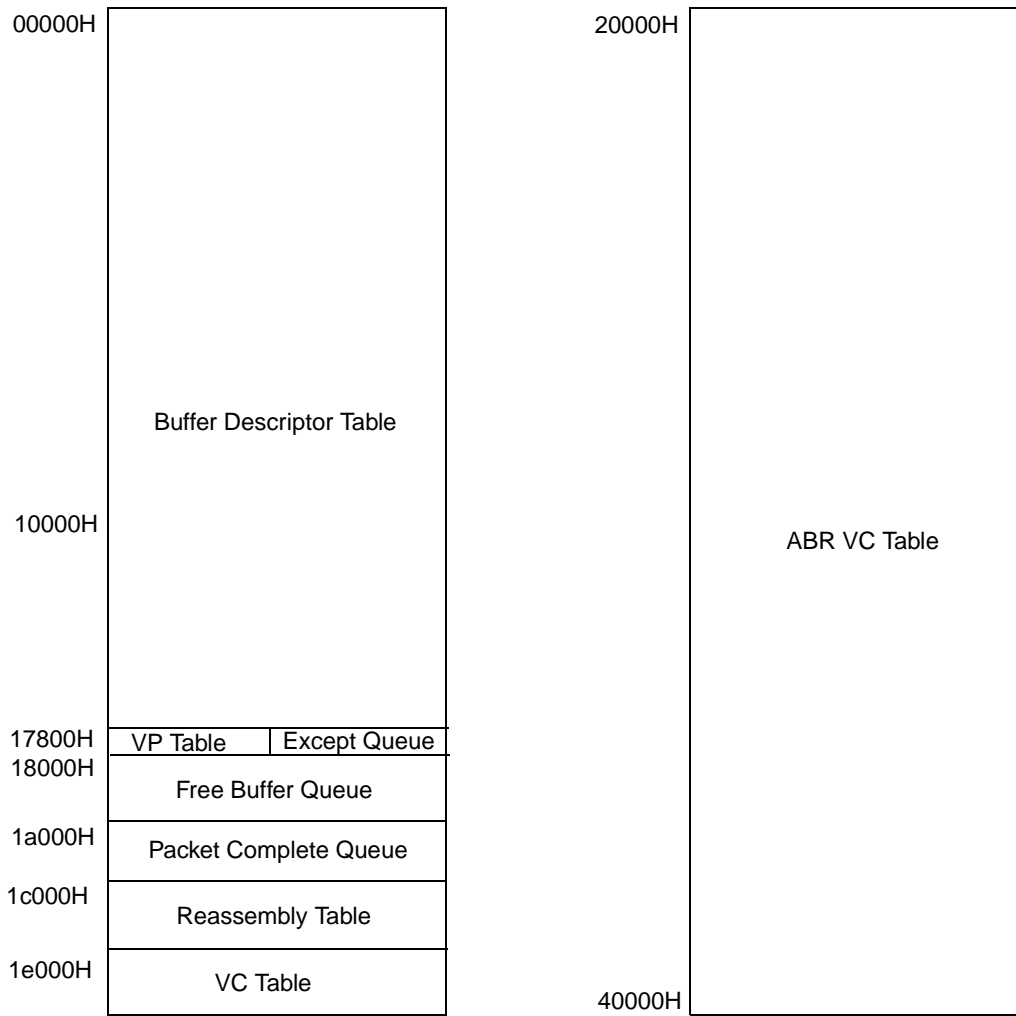 00000H
Buffer Descriptor Table
10000H
17800H
VP Table
Except Queue
18000H
Free Buffer Queue
1a000H
Packet Complete Queue
1c000H
Reassembly Table
1e000H
VC Table
20000H
ABR VC Table
40000H